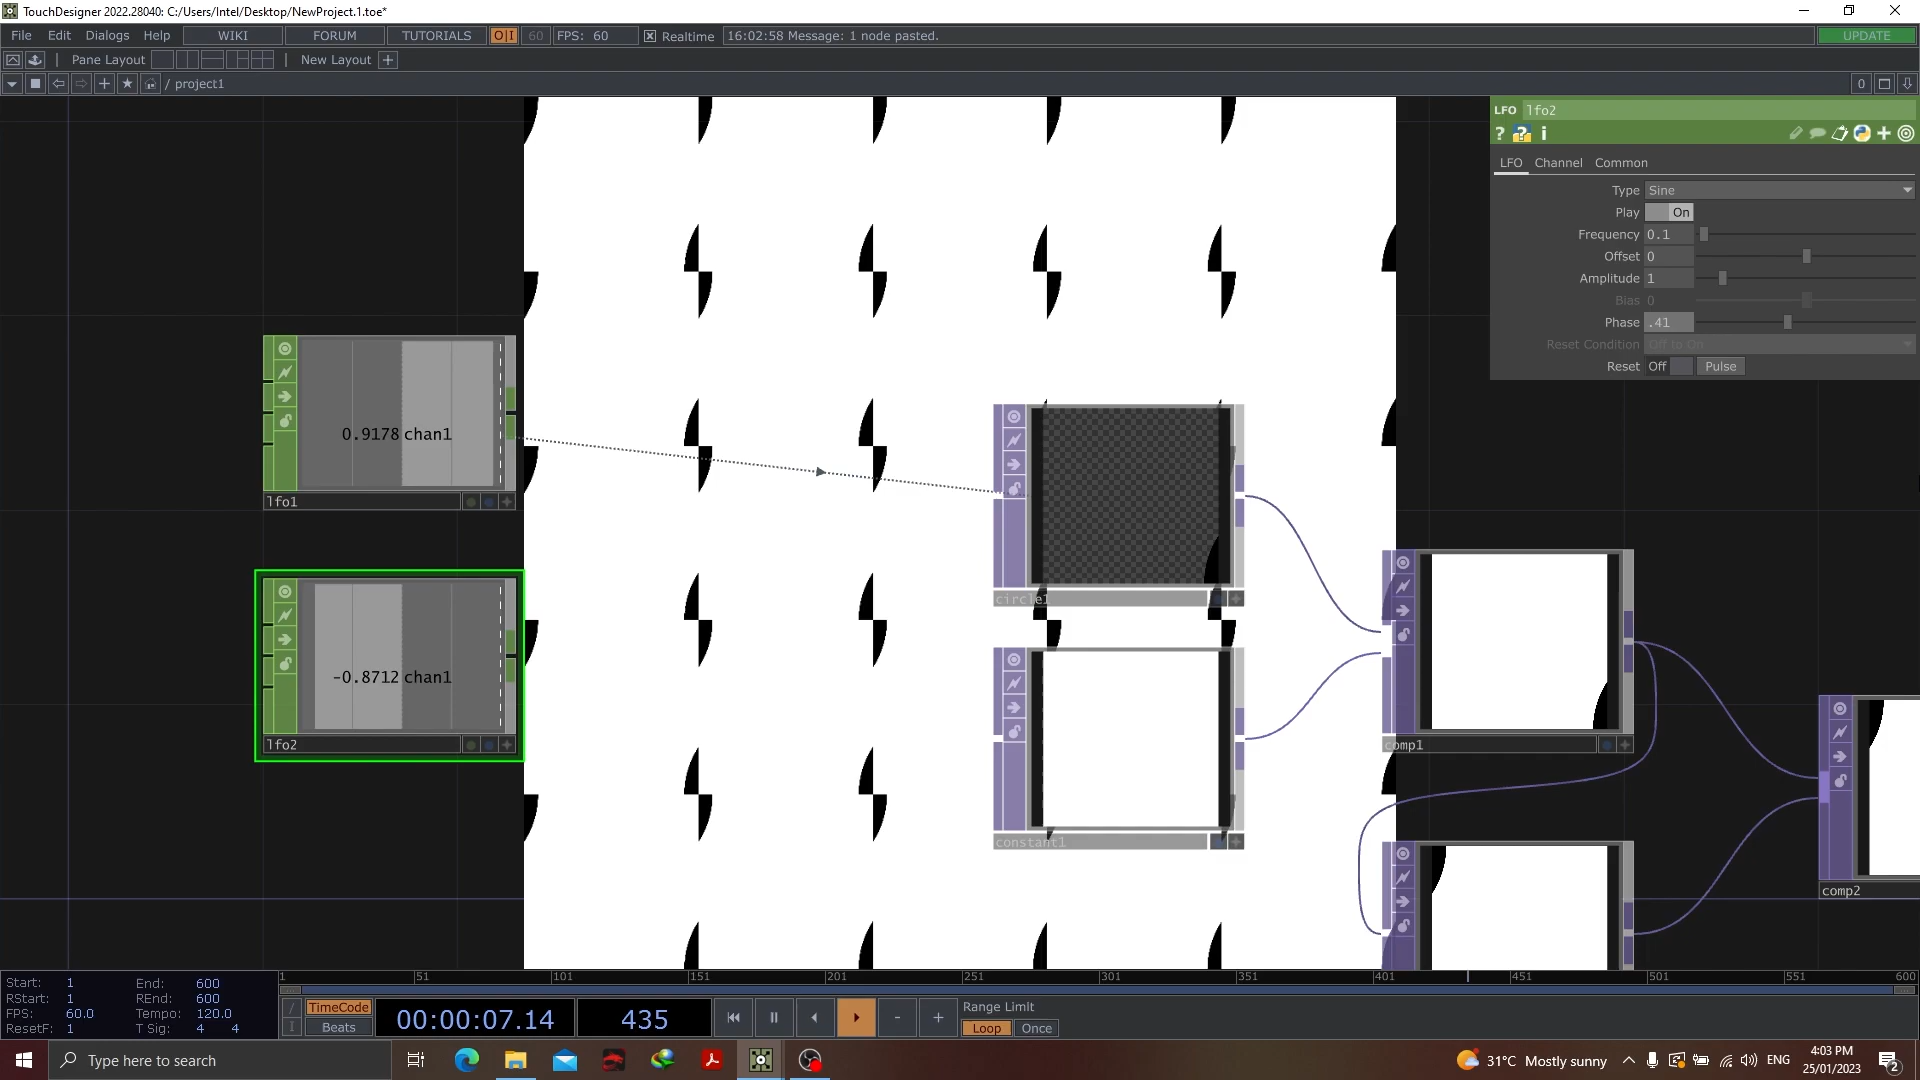 TouchDesigner 2022.28040: C:/Users/Intel/Desktop/NewProject.1.toe*
File Edit Dialogs Help WIKI FORUM TUTORIALS O|I 60 FPS: 60 Realtime 16:02:58 Message: 1 node pasted. UPDATE
Pane Layout New Layout +
/ project1 0
LFO lfo2
? ? i
LFO Channel Common
Type Sine
Play On
Frequency 0.1
Offset 0
Amplitude 1
Bias 0
Phase .41
Reset Condition Off to On
Reset Off Pulse
0.9178 chan1
lfo1
-0.8712 chan1
lfo2
circle1
constant1
comp1
comp2
1 51 101 151 201 251 301 351 401 451 501 551 600
Start: 1 End: 600
RStart: 1 REnd: 600
FPS: 60.0 Tempo: 120.0
ResetF: 1 T Sig: 4 4
TimeCode
Beats
00:00:07.14 435
Range Limit
Loop Once
Type here to search
31°C Mostly sunny
ENG
4:03 PM
25/01/2023
2